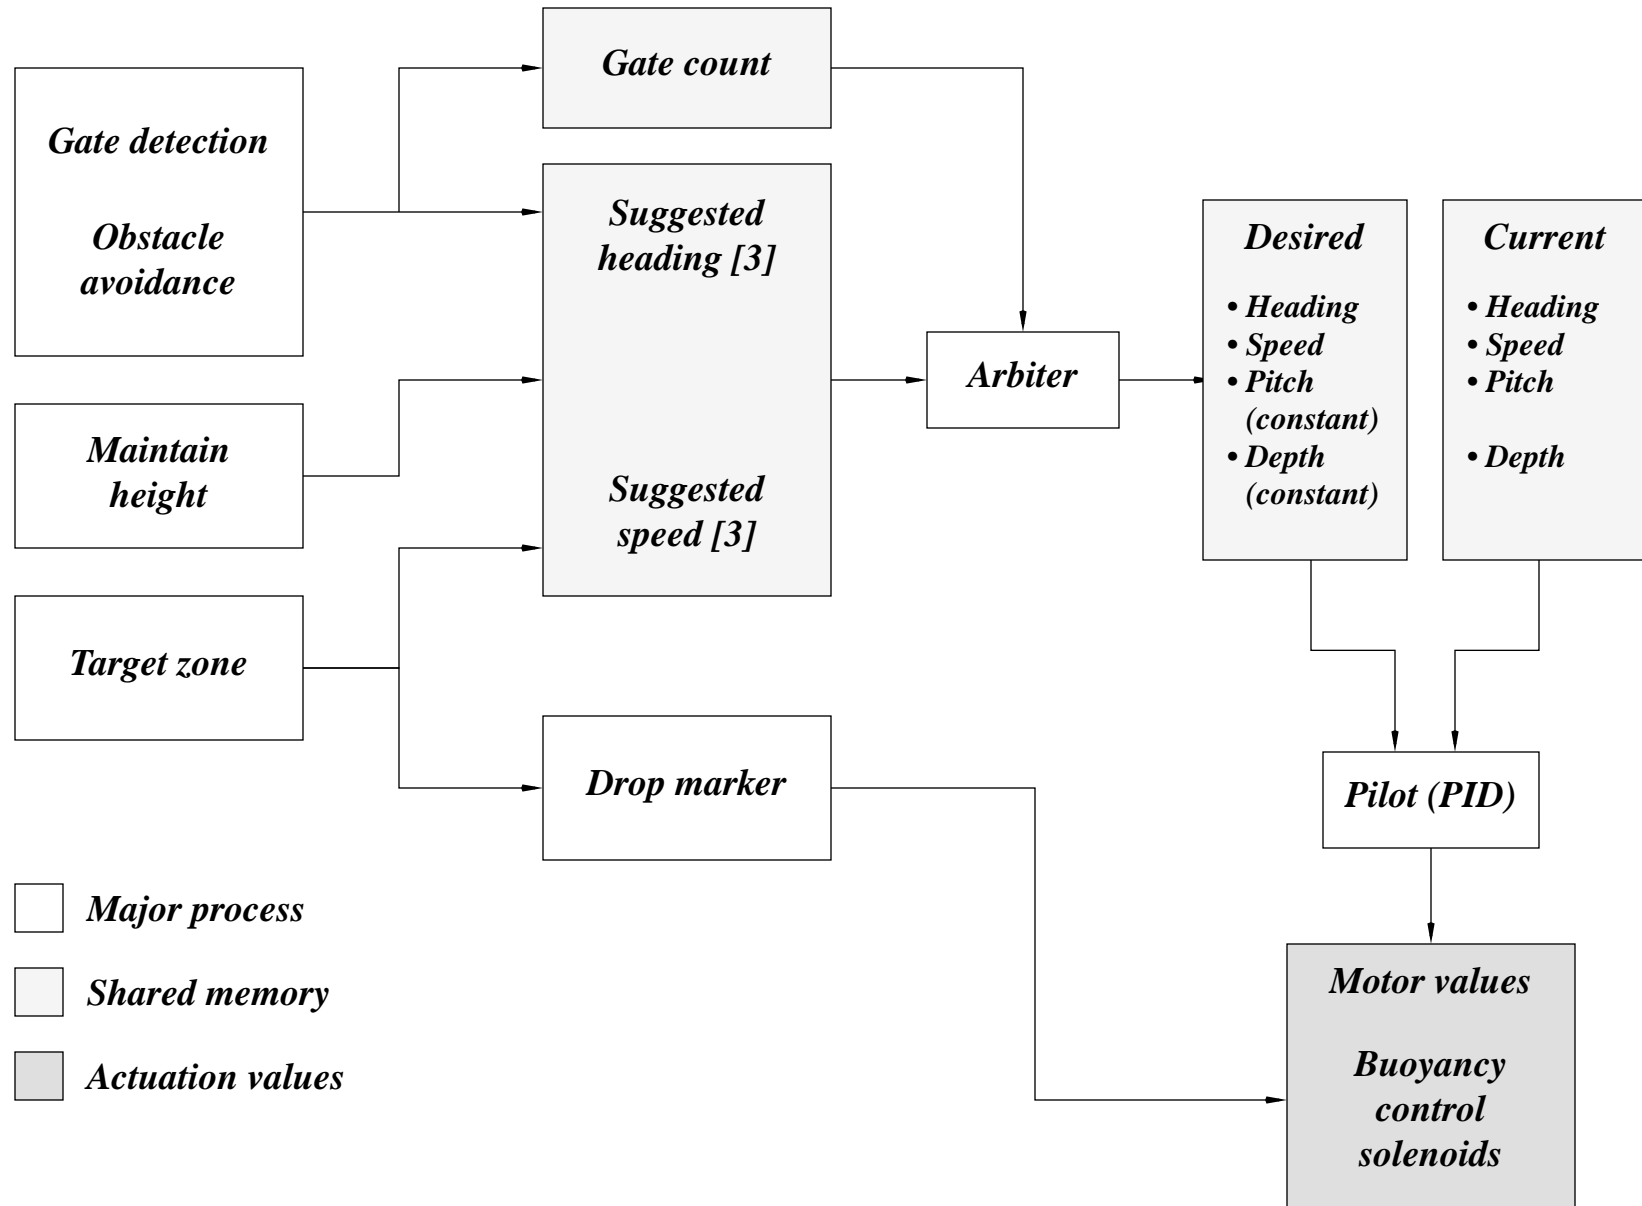 Gate count
Gate detection
Obstacle
avoidance
Suggested
heading [3]
Suggested
speed [3]
Maintain
height
Target zone
Drop marker
Arbiter
Desired
• Heading
• Speed
• Pitch
(constant)
• Depth
(constant)
Current
• Heading
• Speed
• Pitch
• Depth
Pilot (PID)
Motor values
Buoyancy
control
solenoids
Major process
Shared memory
Actuation values